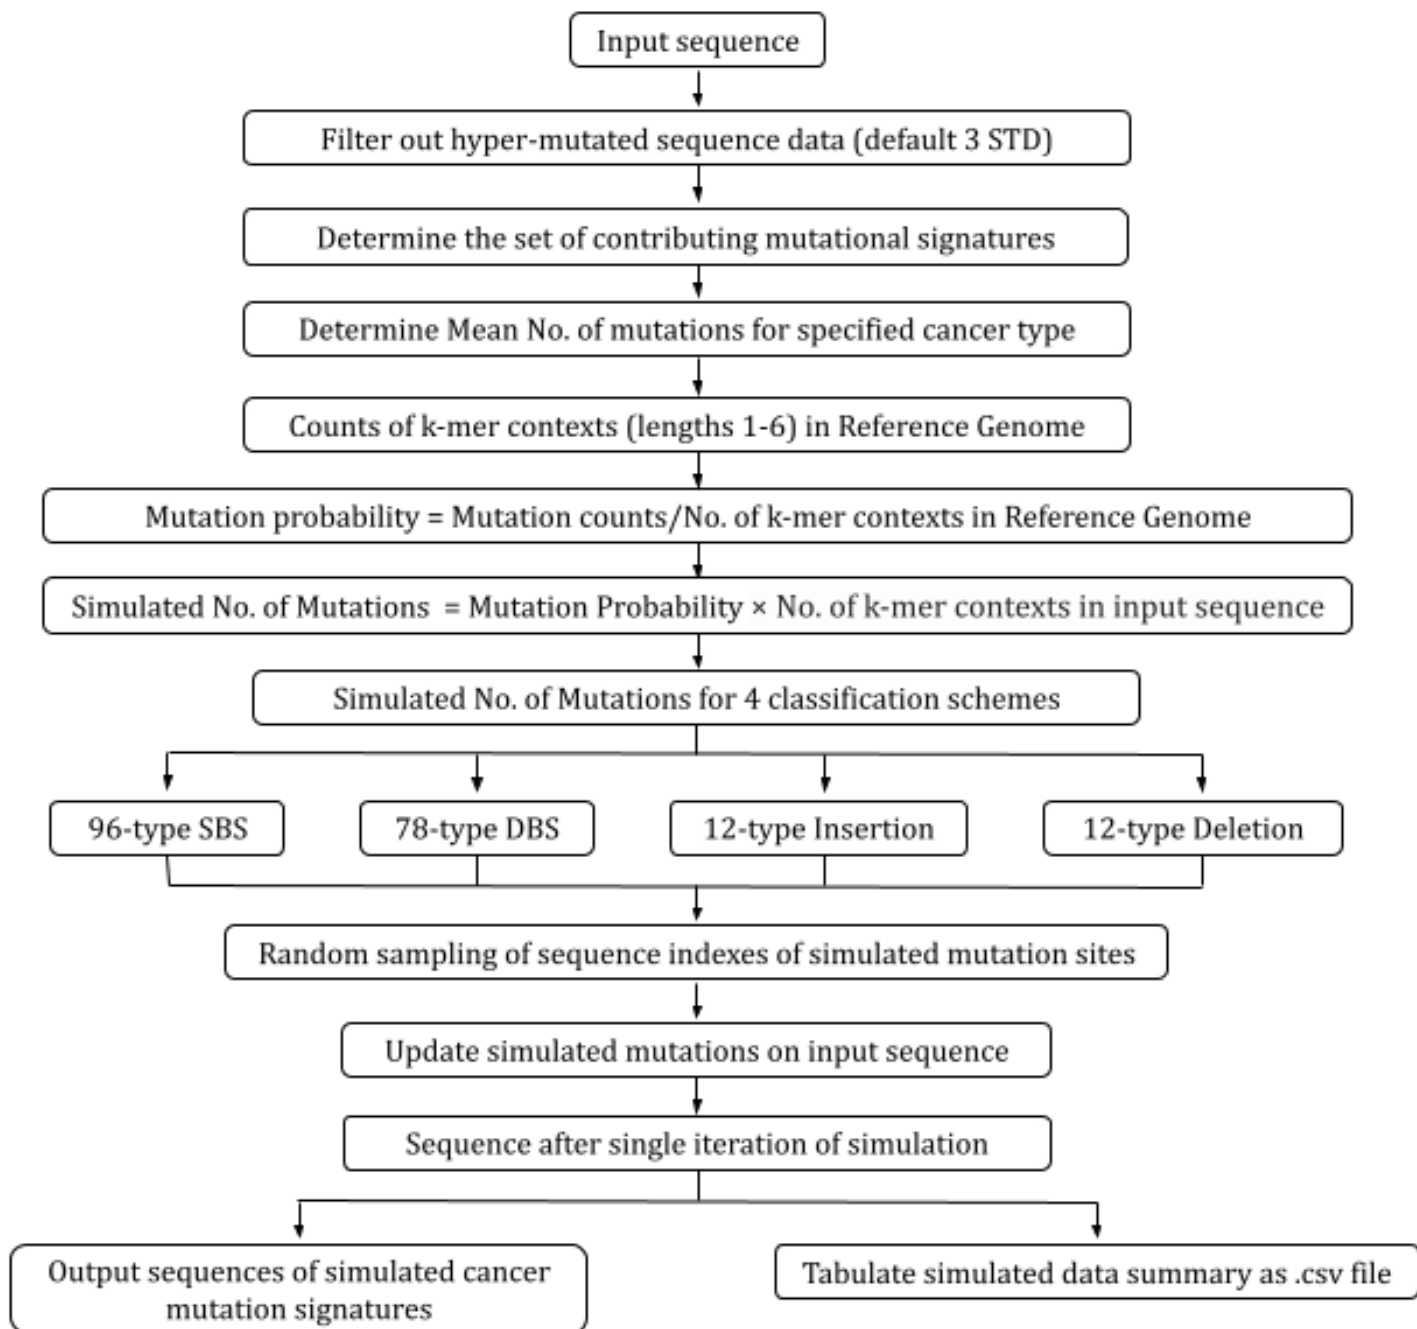 Input sequence
Filter out hyper-mutated sequence data (default 3 STD)
Determine the set of contributing mutational signatures
Determine Mean No. of mutations for specified cancer type
Counts of k-mer contexts (lengths 1-6) in Reference Genome
Mutation probability = Mutation counts/No. of k-mer contexts in Reference Genome
Simulated No. of Mutations = Mutation Probability × No. of k-mer contexts in input sequence
Simulated No. of Mutations for 4 classification schemes
96-type SBS
78-type DBS
12-type Insertion
12-type Deletion
Random sampling of sequence indexes of simulated mutation sites
Update simulated mutations on input sequence
Sequence after single iteration of simulation
Output sequences of simulated cancer
mutation signatures
Tabulate simulated data summary as .csv file